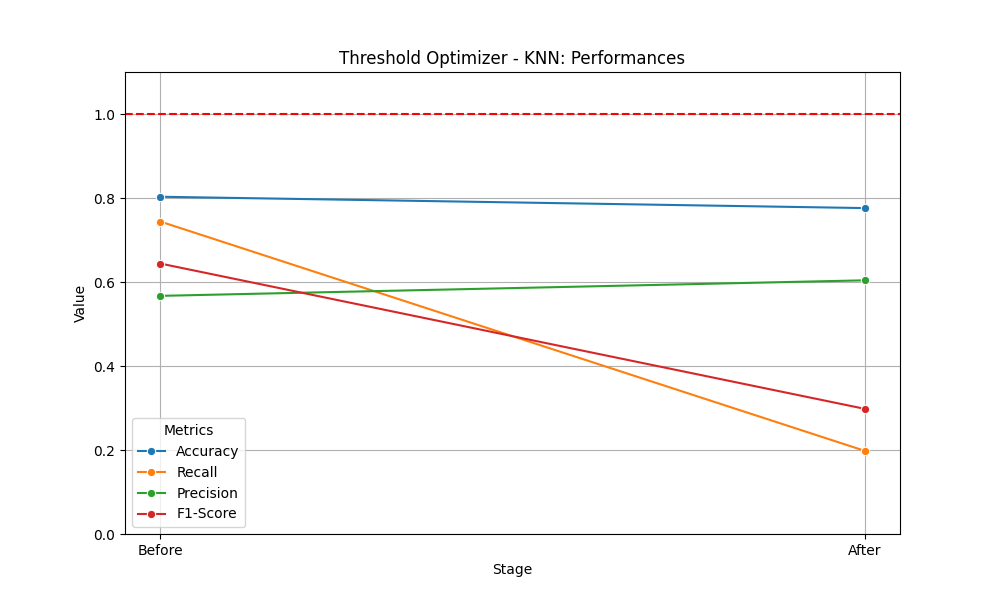 Threshold Optimizer - KNN: Performances
Value
1.0
0.8
0.6
0.4
0.2
0.0
Metrics
Accuracy
Recall
Precision
F1-Score
Before
After
Stage